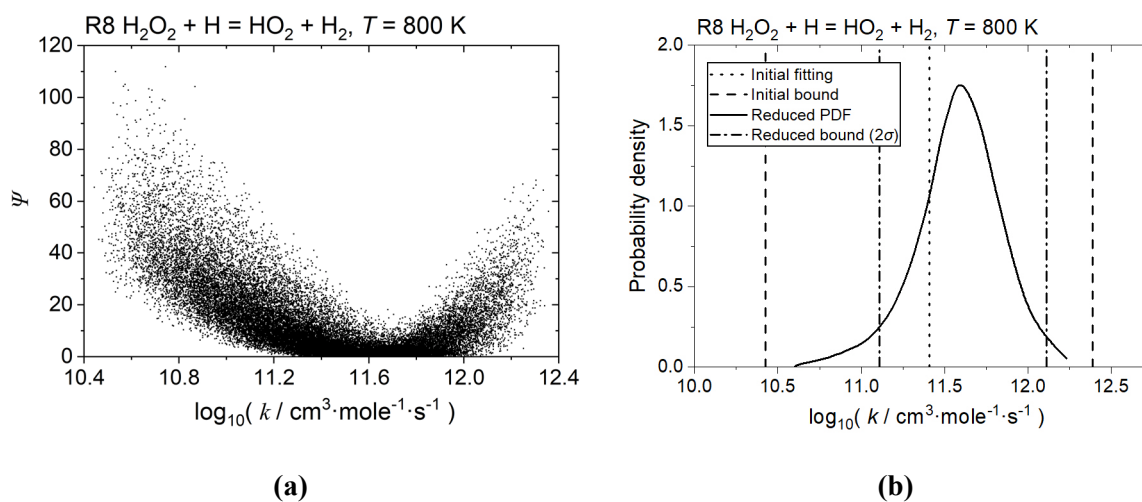 R8 H₂O₂ + H = HO₂ + H₂, T = 800 K
120
100
80
60
40
20
0
Ψ
10.4 10.8 11.2 11.6 12.0 12.4
log₁₀( k / cm³·mole⁻¹·s⁻¹ )
(a)
R8 H₂O₂ + H = HO₂ + H₂, T = 800 K
2.0
1.5
1.0
0.5
0.0
Probability density
Initial fitting
Initial bound
Reduced PDF
Reduced bound (2σ)
10.0 10.5 11.0 11.5 12.0 12.5
log₁₀( k / cm³·mole⁻¹·s⁻¹ )
(b)